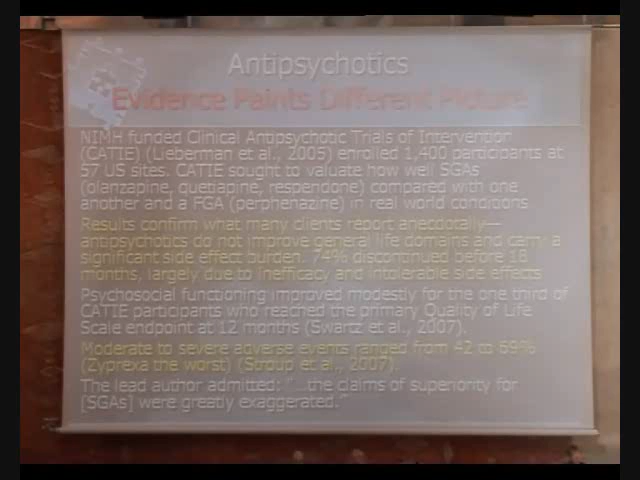 Antipsychotics
Evidence Paints Different Picture
NIMH funded Clinical Antipsychotic Trials of Intervention
(CATIE) (Lieberman et al., 2005) enrolled 1,400 participants at
57 US sites. CATIE sought to valuate how well SGAs
(olanzapine, quetiapine, respendone) compared with one
another and a FGA (perphenazine) in real world conditions
Results confirm what many clients report anecdotally—
antipsychotics do not improve general life domains and carry a
significant side effect burden. 74% discontinued before 18
months, largely due to inefficacy and intolerable side effects
Psychosocial functioning improved modestly for the one third of
CATIE participants who reached the primary Quality of Life
Scale endpoint at 12 months (Swartz et al., 2007).
Moderate to severe adverse events ranged from 42 to 69%
(Zyprexa the worst) (Stroup et al., 2007).
The lead author admitted: “…the claims of superiority for
[SGAs] were greatly exaggerated.”